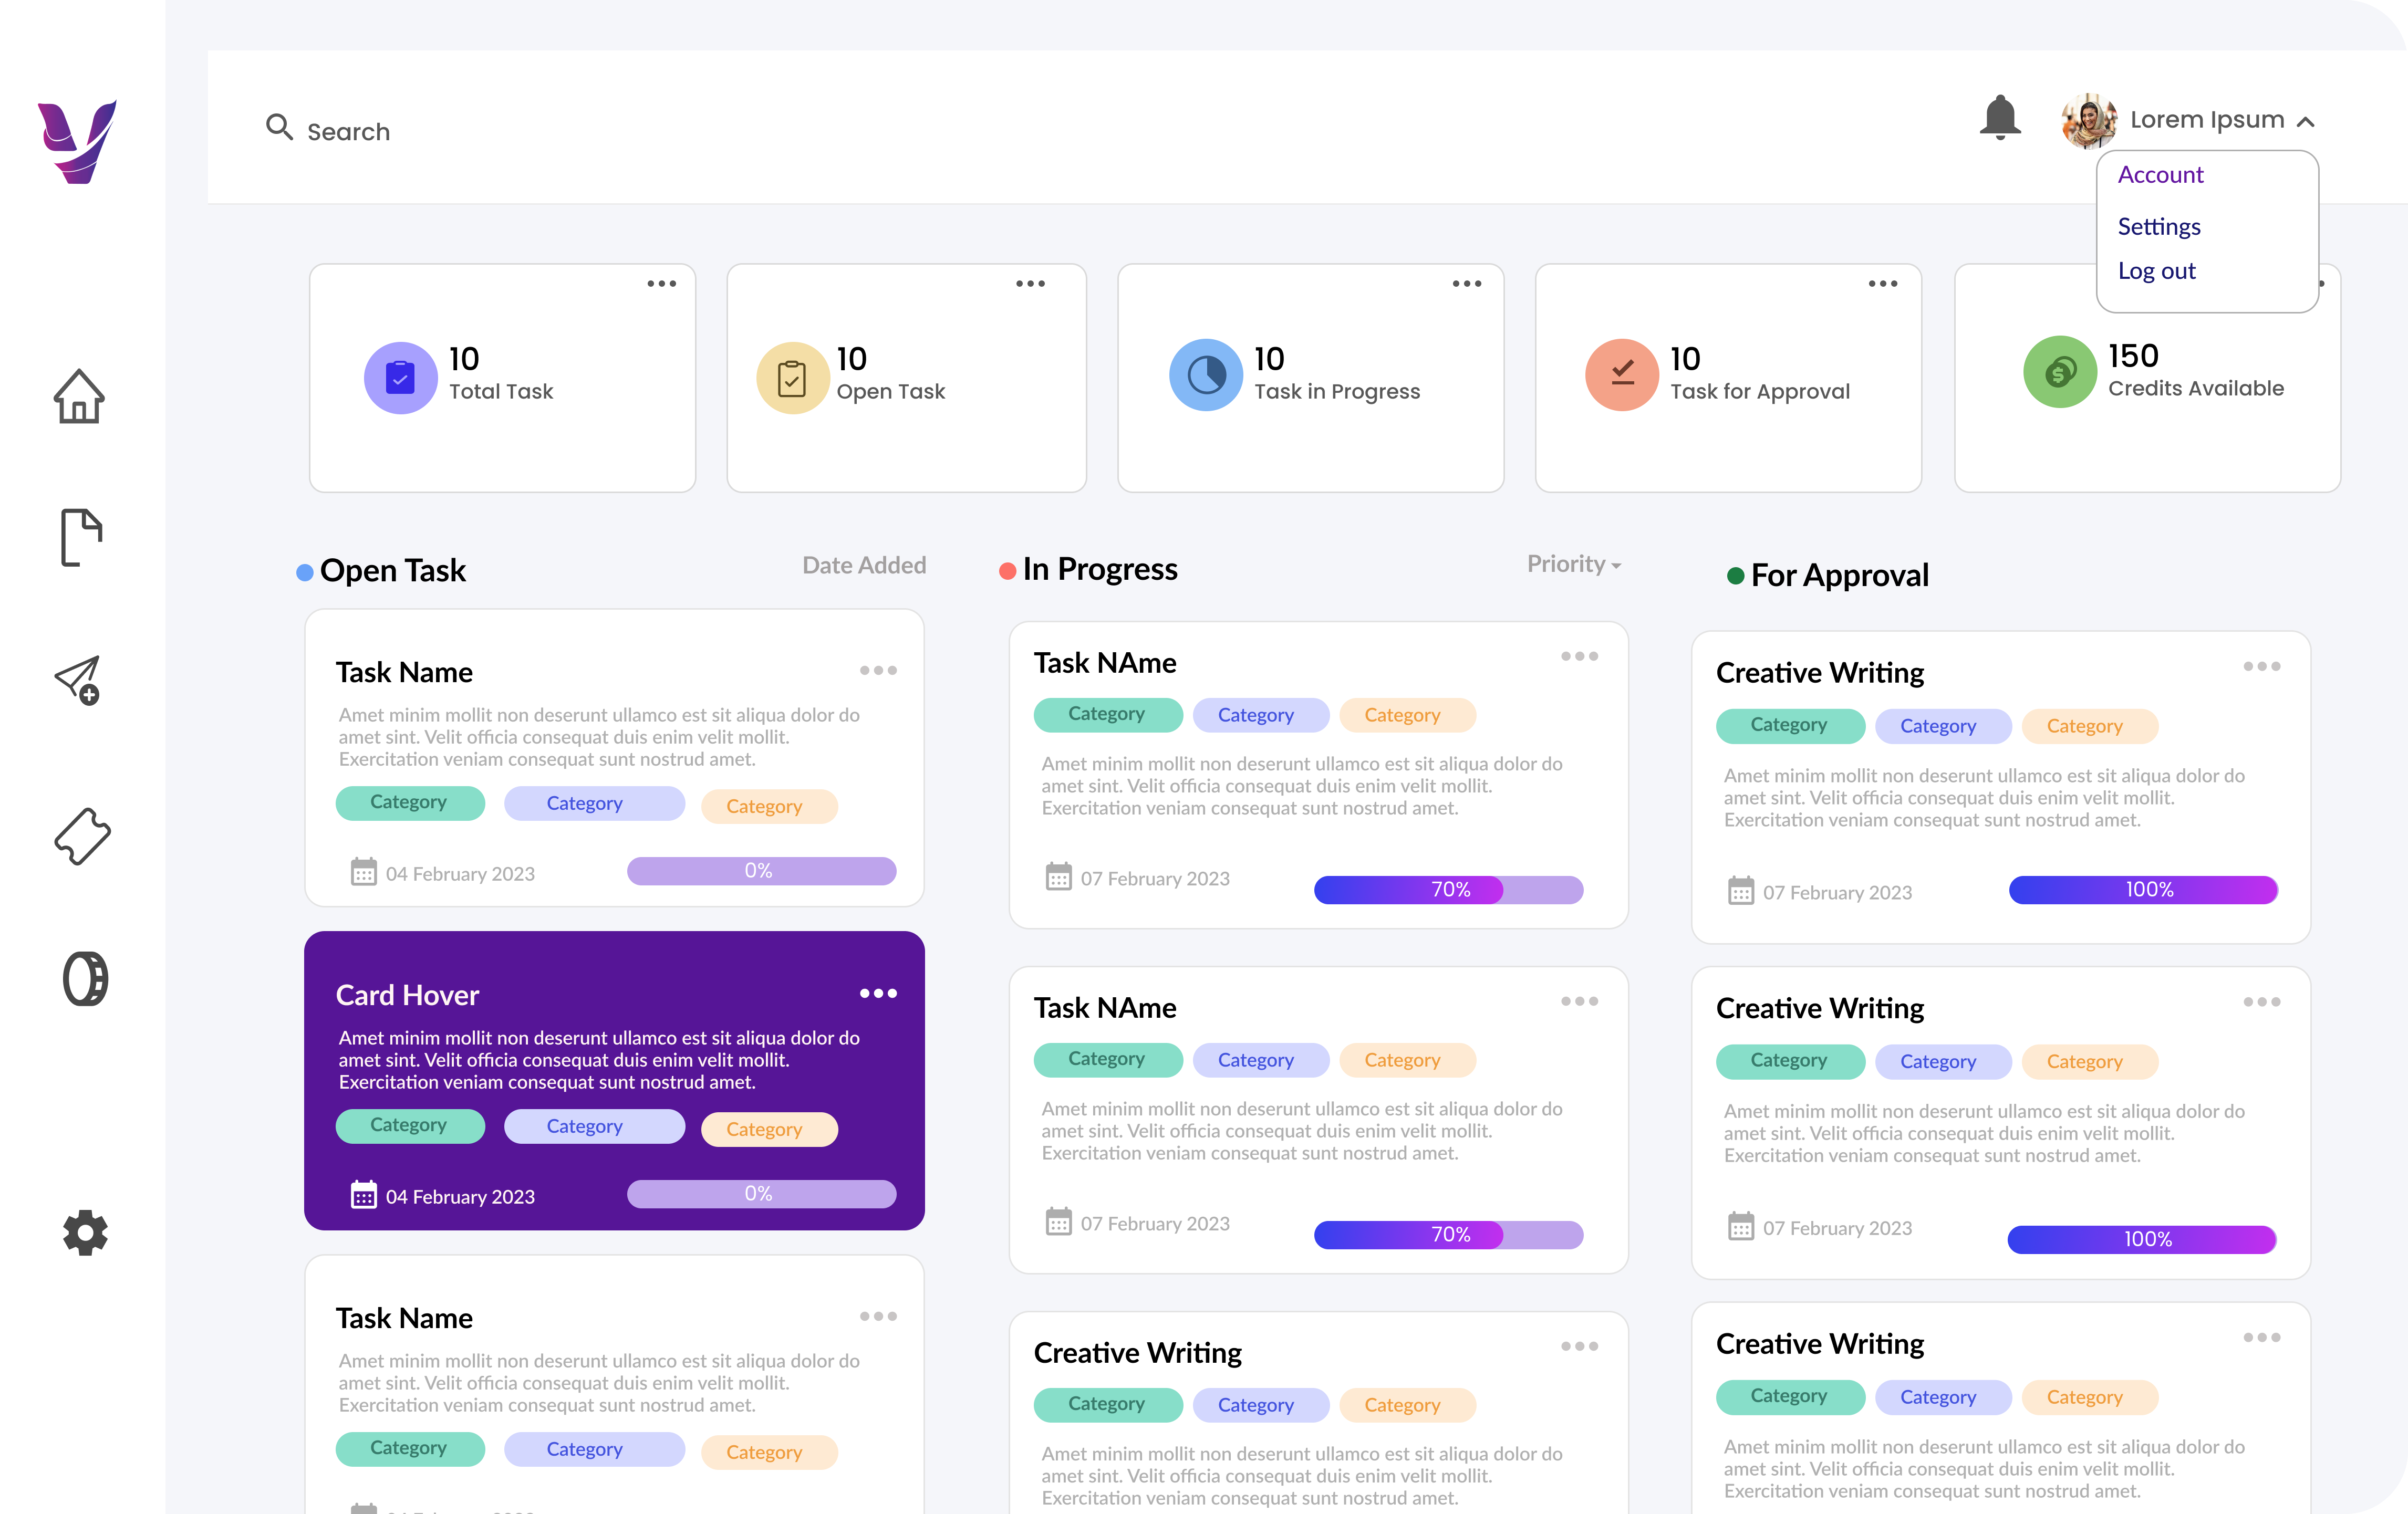 Search
Lorem Ipsum
Account
Settings
Log out
10
Total Task
10
Open Task
10
Task in Progress
10
Task for Approval
150
Credits Available
Open Task
Date Added
Task Name
Amet minim mollit non deserunt ullamco est sit aliqua dolor do
amet sint. Velit officia consequat duis enim velit mollit.
Exercitation veniam consequat sunt nostrud amet.
Category Category Category
04 February 2023
0%
Card Hover
Amet minim mollit non deserunt ullamco est sit aliqua dolor do
amet sint. Velit officia consequat duis enim velit mollit.
Exercitation veniam consequat sunt nostrud amet.
Category Category Category
04 February 2023
0%
Task Name
Amet minim mollit non deserunt ullamco est sit aliqua dolor do
amet sint. Velit officia consequat duis enim velit mollit.
Exercitation veniam consequat sunt nostrud amet.
Category Category Category
In Progress
Priority
Task NAme
Category Category Category
Amet minim mollit non deserunt ullamco est sit aliqua dolor do
amet sint. Velit officia consequat duis enim velit mollit.
Exercitation veniam consequat sunt nostrud amet.
07 February 2023
70%
Task NAme
Category Category Category
Amet minim mollit non deserunt ullamco est sit aliqua dolor do
amet sint. Velit officia consequat duis enim velit mollit.
Exercitation veniam consequat sunt nostrud amet.
07 February 2023
70%
Creative Writing
Category Category Category
Amet minim mollit non deserunt ullamco est sit aliqua dolor do
amet sint. Velit officia consequat duis enim velit mollit.
Exercitation veniam consequat sunt nostrud amet.
For Approval
Creative Writing
Category Category Category
Amet minim mollit non deserunt ullamco est sit aliqua dolor do
amet sint. Velit officia consequat duis enim velit mollit.
Exercitation veniam consequat sunt nostrud amet.
07 February 2023
100%
Creative Writing
Category Category Category
Amet minim mollit non deserunt ullamco est sit aliqua dolor do
amet sint. Velit officia consequat duis enim velit mollit.
Exercitation veniam consequat sunt nostrud amet.
07 February 2023
100%
Creative Writing
Category Category Category
Amet minim mollit non deserunt ullamco est sit aliqua dolor do
amet sint. Velit officia consequat duis enim velit mollit.
Exercitation veniam consequat sunt nostrud amet.